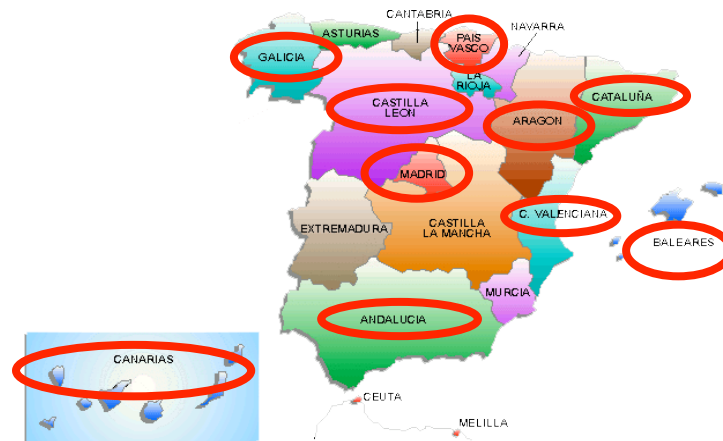 CANTABRIA
NAVARRA
ASTURIAS
PAIS
VASCO
GALICIA
LA
RIOJA
CATALUÑA
CASTILLA
LEON
ARAGON
MADRID
C. VALENCIANA
EXTREMADURA
CASTILLA
LA MANCHA
BALEARES
MURCIA
ANDALUCIA
CANARIAS
CEUTA
MELILLA